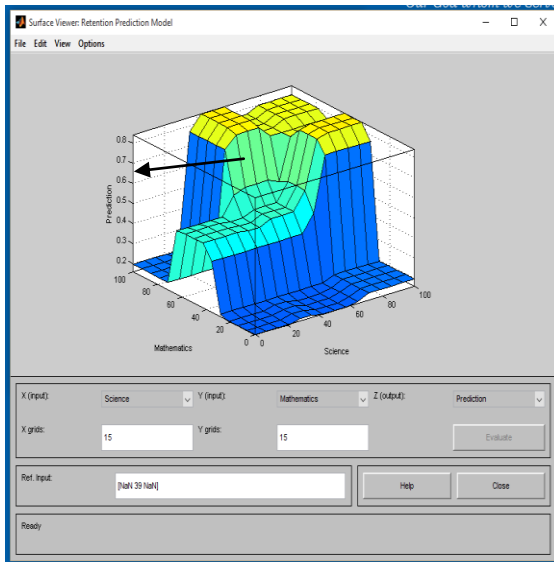 Surface Viewer: Retention Prediction Model
File Edit View Options
0.8
0.7
0.6
0.5
0.4
0.3
0.2
Prediction
100
80
60
40
20
0
Mathematics
0
20
40
60
80
100
Science
X (input): Science Y (input): Mathematics Z (output): Prediction
X grids: 15 Y grids: 15 Evaluate
Ref. Input: [NaN 39 NaN] Help Close
Ready